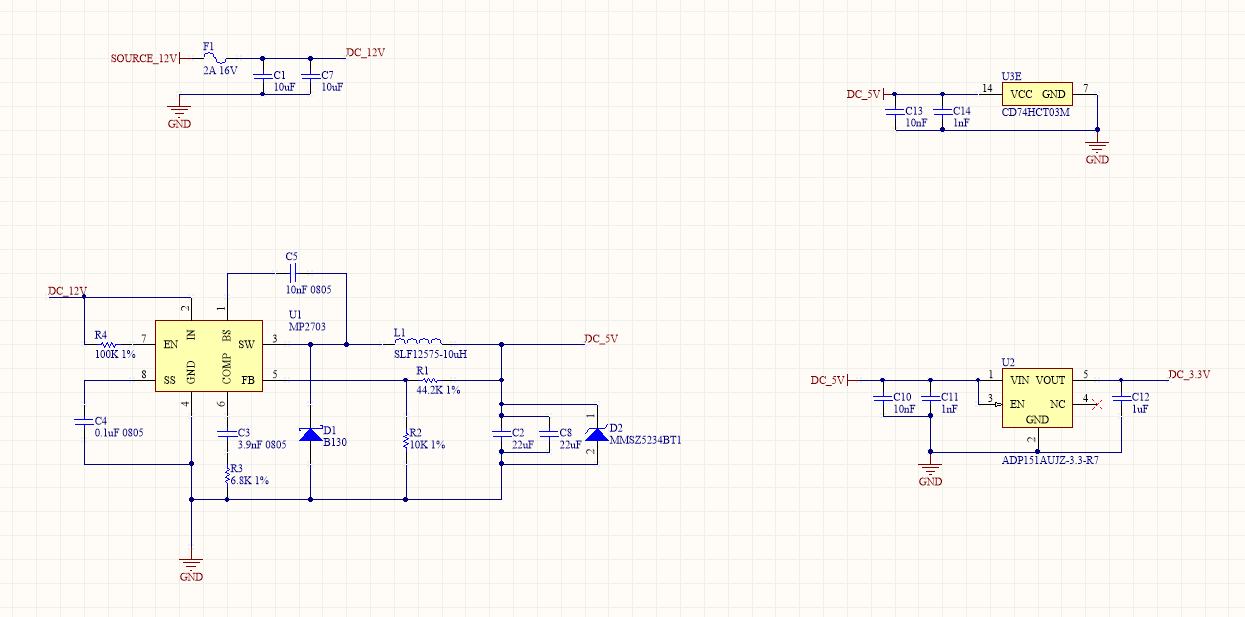 SOURCE_12V
F1
2A 16V
DC_12V
C1
10uF
C7
10uF
GND
DC_5V
C13
10nF
C14
1nF
U3E
14
VCC
GND
7
CD74HCT03M
GND
DC_12V
R4
100K 1%
C5
10nF 0805
U1
MP2703
2
1
7
8
3
5
4
6
IN
BS
EN
SW
SS
GND
COMP
FB
C4
0.1uF 0805
C3
3.9nF 0805
R3
6.8K 1%
D1
B130
L1
SLF12575-10uH
DC_5V
R1
44.2K 1%
R2
10K 1%
C2
22uF
C8
22uF
1
D2
MMSZ5234BT1
2
GND
DC_5V
C10
10nF
C11
1nF
U2
1
VIN
VOUT
5
3
EN
NC
4
GND
2
ADP151AUJZ-3.3-R7
DC_3.3V
C12
1uF
GND